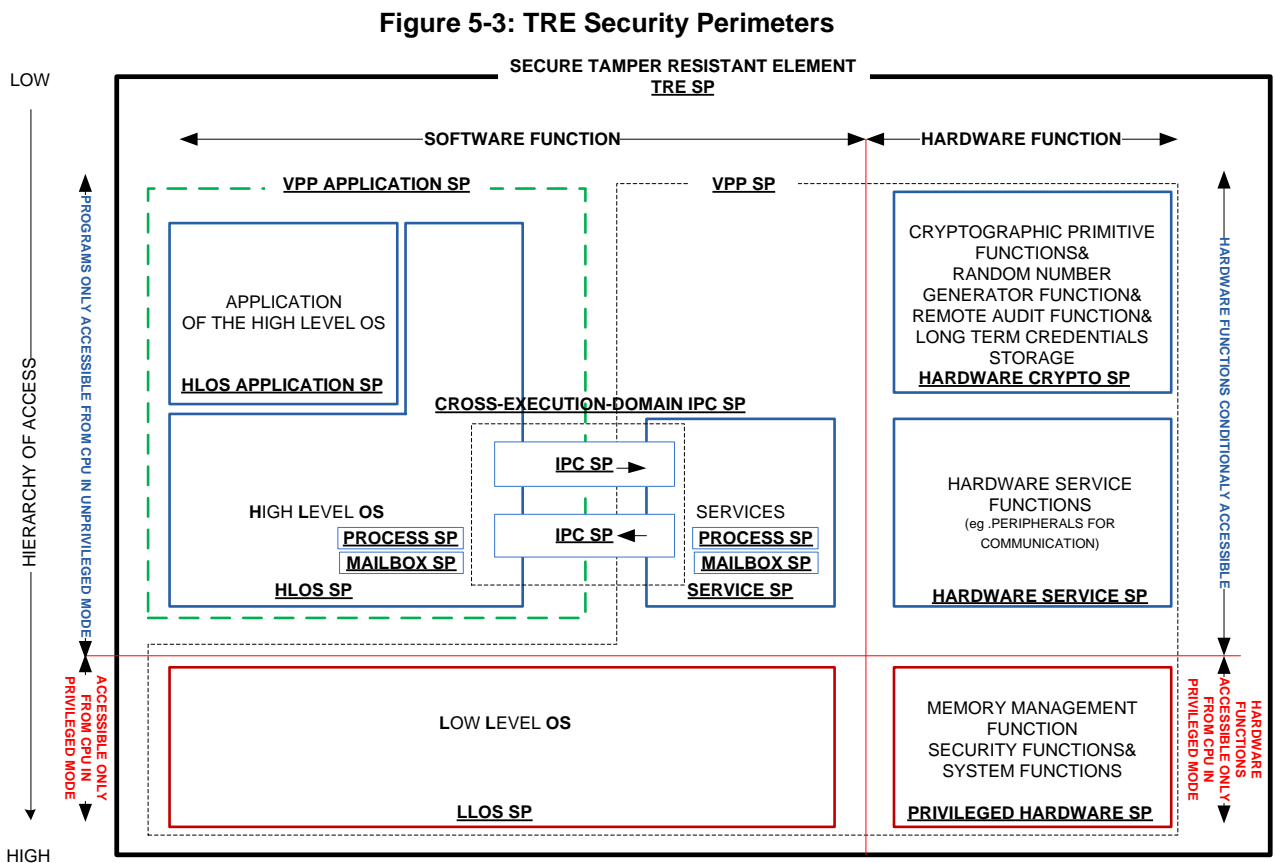 Figure 5-3: TRE Security Perimeters
LOW
SECURE TAMPER RESISTANT ELEMENT
TRE SP
SOFTWARE FUNCTION
HARDWARE FUNCTION
HIERARCHY OF ACCESS
HIGH
PROGRAMS ONLY ACCESSIBLE FROM CPU IN UNPRIVILEGED MODE
ACCESSIBLE ONLY
FROM CPU IN
PRIVILEGED MODE
VPP APPLICATION SP
VPP SP
APPLICATION
OF THE HIGH LEVEL OS
HLOS APPLICATION SP
CROSS-EXECUTION-DOMAIN IPC SP
IPC SP
IPC SP
HIGH LEVEL OS
PROCESS SP
MAILBOX SP
HLOS SP
SERVICES
PROCESS SP
MAILBOX SP
SERVICE SP
CRYPTOGRAPHIC PRIMITIVE
FUNCTIONS&
RANDOM NUMBER
GENERATOR FUNCTION&
REMOTE AUDIT FUNCTION&
LONG TERM CREDENTIALS
STORAGE
HARDWARE CRYPTO SP
HARDWARE SERVICE
FUNCTIONS
(eg .PERIPHERALS FOR
COMMUNICATION)
HARDWARE SERVICE SP
LOW LEVEL OS
LLOS SP
MEMORY MANAGEMENT
FUNCTION
SECURITY FUNCTIONS&
SYSTEM FUNCTIONS
PRIVILEGED HARDWARE SP
HARDWARE FUNCTIONS CONDITIONALY ACCESSIBLE
HARDWARE
FUNCTIONS
ACCESSIBLE ONLY
FROM CPU IN
PRIVILEGED MODE